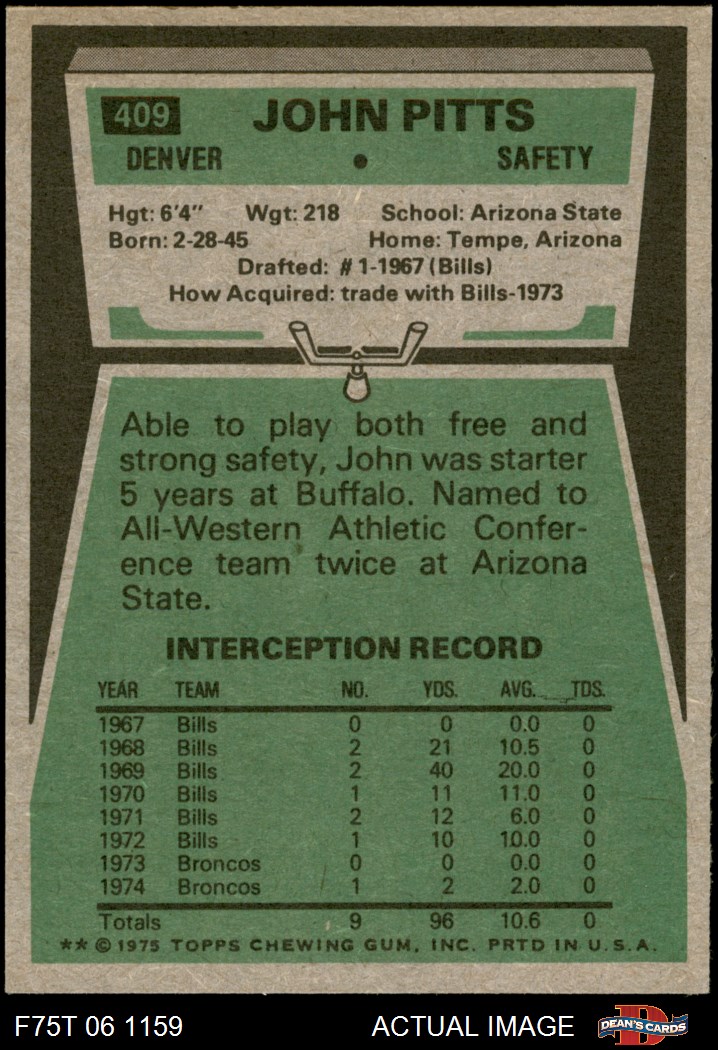 409 JOHN PITTS
DENVER • SAFETY
Hgt: 6'4" Wgt: 218 School: Arizona State
Born: 2-28-45 Home: Tempe, Arizona
Drafted: #1-1967 (Bills)
How Acquired: trade with Bills-1973
Able to play both free and
strong safety, John was starter
5 years at Buffalo. Named to
All-Western Athletic Confer-
ence team twice at Arizona
State.
INTERCEPTION RECORD
YEAR TEAM NO. YDS. AVG. TDS.
1967 Bills 0 0 0.0 0
1968 Bills 2 21 10.5 0
1969 Bills 2 40 20.0 0
1970 Bills 1 11 11.0 0
1971 Bills 2 12 6.0 0
1972 Bills 1 10 10.0 0
1973 Broncos 0 0 0.0 0
1974 Broncos 1 2 2.0 0
Totals 9 96 10.6 0
** © 1975 TOPPS CHEWING GUM, INC. PRTD IN U.S.A.
F75T 06 1159 ACTUAL IMAGE D DEAN'S CARDS